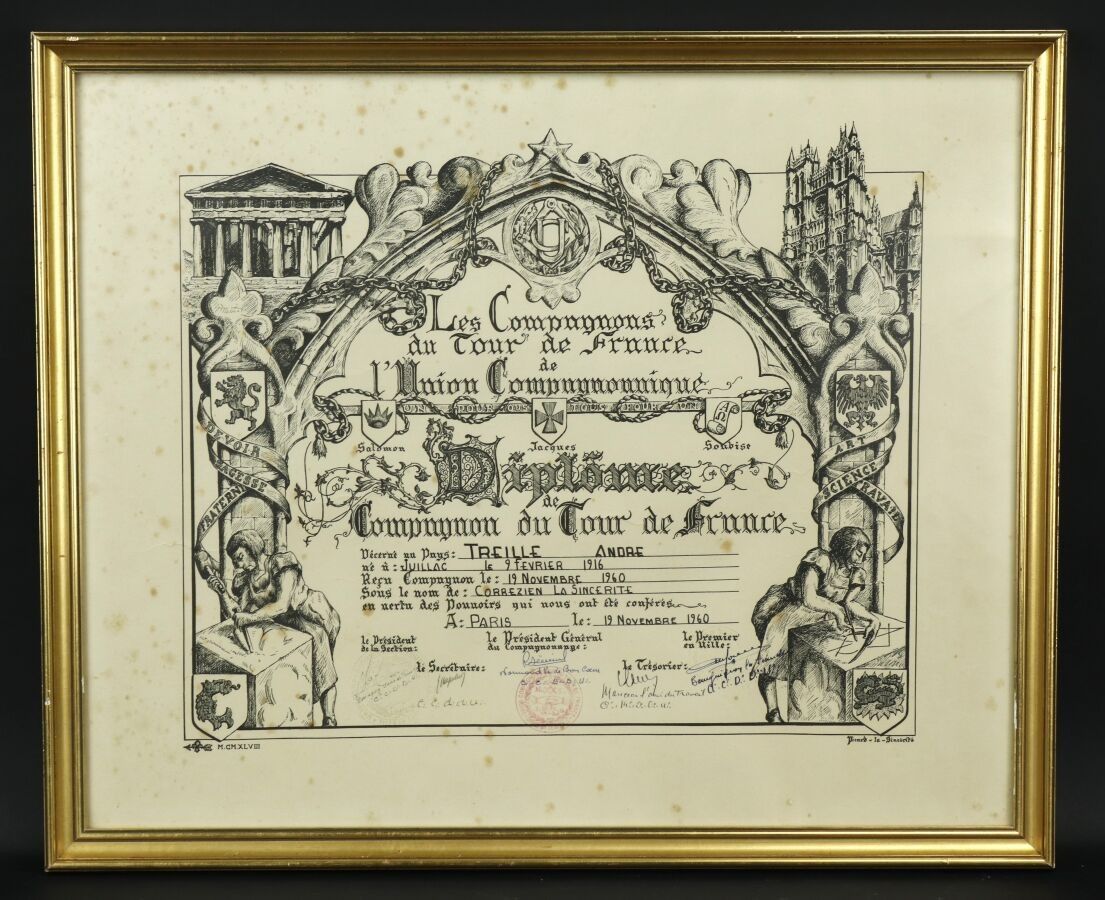 Les Compagnons
du Tour de France
de
l'Union Compagnonnique
Salomon Jacques Soubise
DEVOIR
SAGESSE
FRATERNI
ART
SCIENCE
TRAVAIL
Diplôme
de
Compagnon du Tour de France
Décerné au Pays: TREILLE ANDRE
né à: JUILLAC le 9 FEVRIER 1916
Reçu Compagnon le: 19 NOVEMBRE 1960
Sous le nom de: CORREZIEN LA SINCERITE
en vertu des Pouvoirs qui nous ont été conférés
A: PARIS le: 19 NOVEMBRE 1960
le Président de la Section:
le Président Général du Compagnonnage:
le Premier en Ville:
le Secrétaire:
le Trésorier:
M.CM.XLVIII